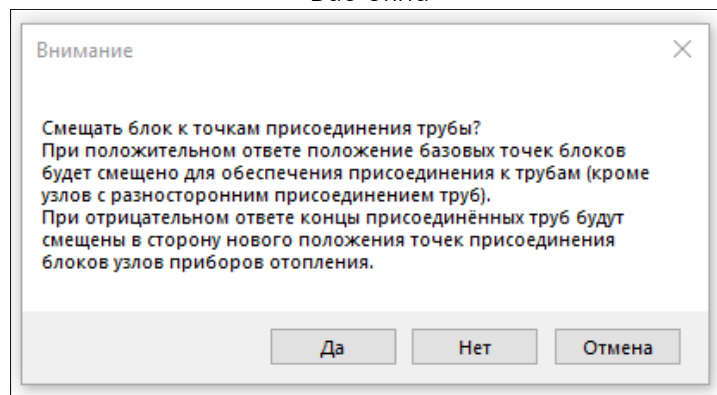 Внимание
Смещать блок к точкам присоединения трубы?
При положительном ответе положение базовых точек блоков
будет смещено для обеспечения присоединения к трубам (кроме
узлов с разносторонним присоединением труб).
При отрицательном ответе концы присоединённых труб будут
смещены в сторону нового положения точек присоединения
блоков узлов приборов отопления.
Да Нет Отмена